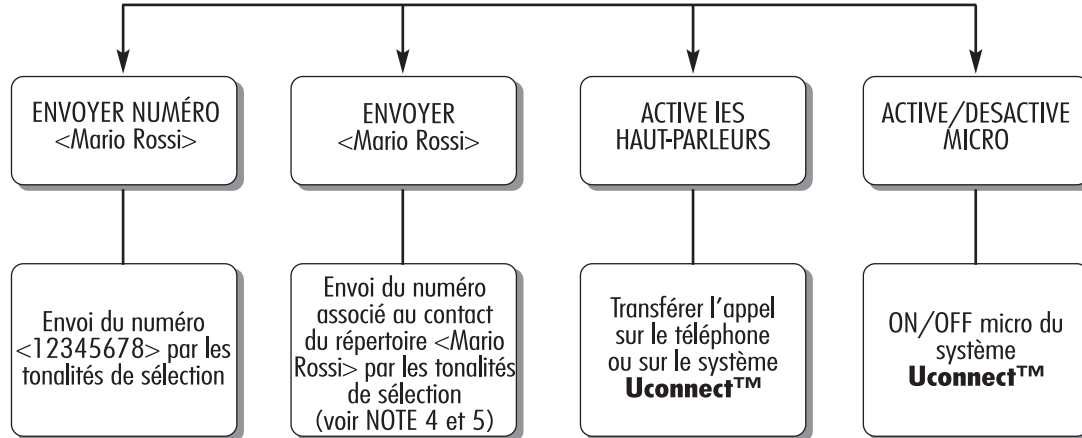 ENVOYER NUMÉRO
<Mario Rossi>
ENVOYER
<Mario Rossi>
ACTIVE lES
HAUT-PARLEURS
ACTIVE/DESACTIVE
MICRO
Envoi du numéro
<12345678> par les
tonalités de sélection
Envoi du numéro
associé au contact
du répertoire <Mario
Rossi> par les tonalités
de sélection
(voir NOTE 4 et 5)
Transférer l'appel
sur le téléphone
ou sur le système
Uconnect™
ON/OFF micro du
système
Uconnect™